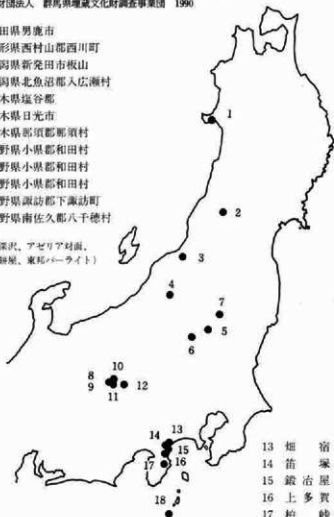 財団法人 群馬県埋蔵文化財調査事業団 1990
田県男鹿市
形県西村山郡西川町
潟県新発田市板山
潟県北魚沼郡入広瀬村
木県塩谷郡
木県日光市
木県那須郡那須村
野県小県郡和田村
野県小県郡和田村
野県小県郡和田村
野県諏訪郡下諏訪町
野県南佐久郡八千穂村
深沢、アゼリア対面、
餅屋、東邦パーライト)
1
2
3
4
7
5
6
10
8
9
12
11
13
14
15
16
17
18
13 畑宿
14 笛塚
15 鍛冶屋
16 上多賀
17 柏峠